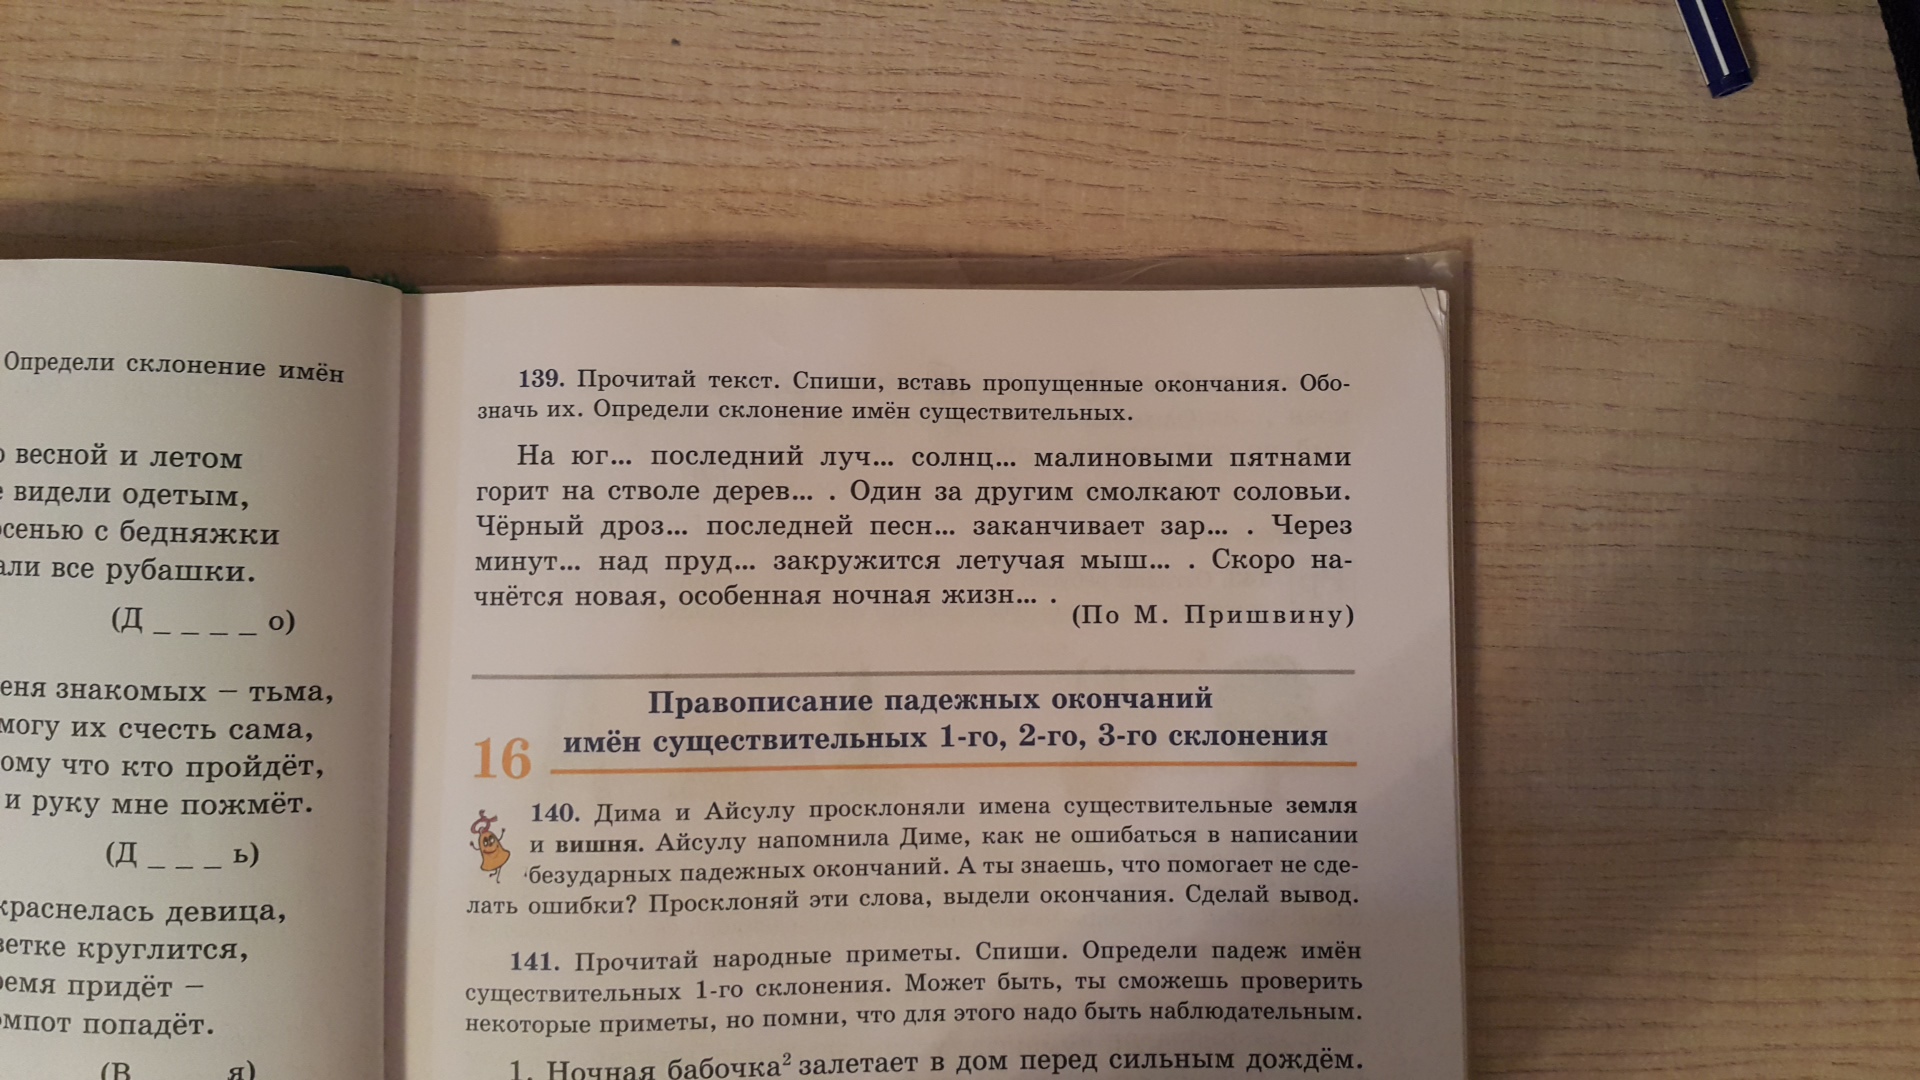 Определи склонение имён
весной и летом
видели одетым,
с бедняжки
все рубашки.
(Д _ _ _ _ о)
знакомых — тьма,
могу их счесть сама,
что кто пройдёт,
и руку мне пожмёт.
(Д _ _ _ ь)
девица,
круглится,
придёт —
попадёт.
(В я)
139. Прочитай текст. Спиши, вставь пропущенные окончания. Обо-
значь их. Определи склонение имён существительных.
На юг... последний луч... солнц... малиновыми пятнами
горит на стволе дерев... . Один за другим смолкают соловьи.
Чёрный дроз... последней песн... заканчивает зар... . Через
минут... над пруд... закружится летучая мыш... . Скоро на-
чнётся новая, особенная ночная жизн... .
(По М. Пришвину)
Правописание падежных окончаний
16 имён существительных 1-го, 2-го, 3-го склонения
140. Дима и Айсулу просклоняли имена существительные земля
и вишня. Айсулу напомнила Диме, как не ошибаться в написании
безударных падежных окончаний. А ты знаешь, что помогает не сде-
лать ошибки? Просклоняй эти слова, выдели окончания. Сделай вывод.
141. Прочитай народные приметы. Спиши. Определи падеж имён
существительных 1-го склонения. Может быть, ты сможешь проверить
некоторые приметы, но помни, что для этого надо быть наблюдательным.
1. Ночная бабочка² залетает в дом перед сильным дождём.